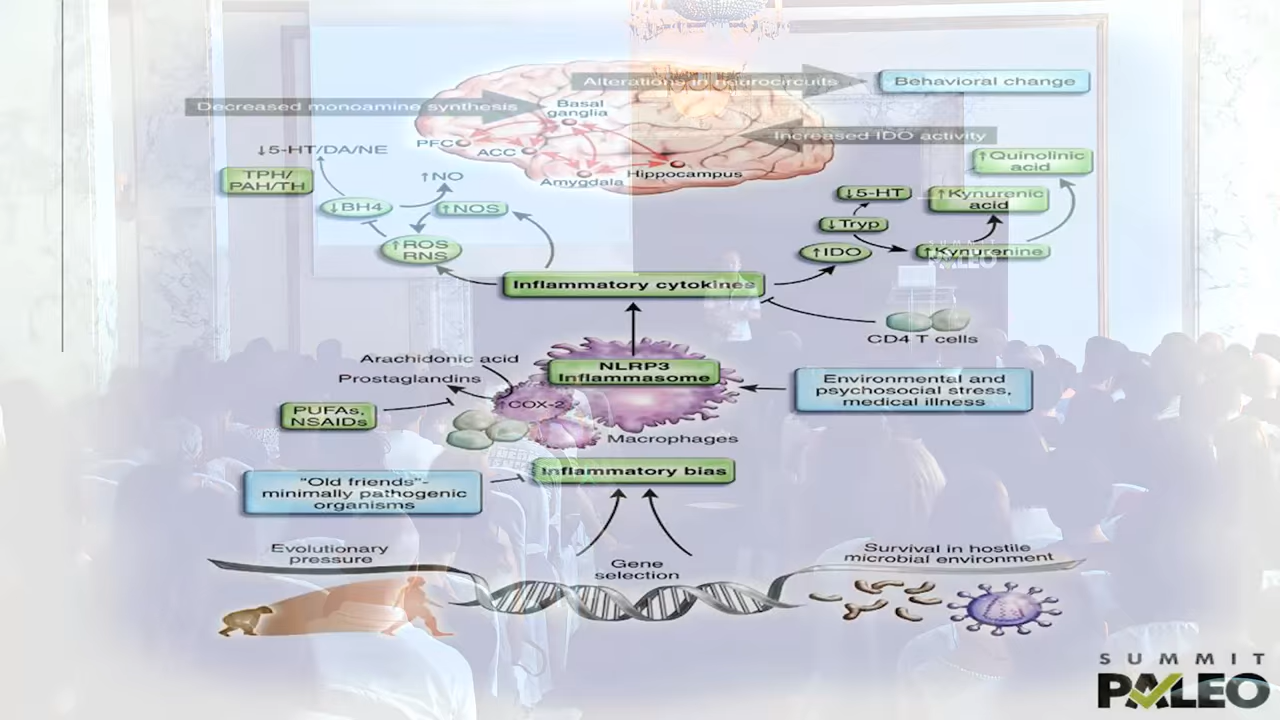 Alterations in neurocircuits
Behavioral change
Decreased monoamine synthesis
Basal
ganglia
Increased IDO activity
PFC
ACC
↓5-HT/DA/NE
Amygdala
Hippocampus
↑Quinolinic
acid
TPH/
PAH/TH
↑NO
↓5-HT
↑Kynurenic
acid
↓BH4
↑NOS
↓Tryp
↑ROS
RNS
↑IDO
↑Kynurenine
SUMMIT
PALEO
Inflammatory cytokines
CD4 T cells
Arachidonic acid
Prostaglandins
NLRP3
Inflammasome
↑COX-2
Environmental and
psychosocial stress,
medical illness
PUFAs,
NSAIDs
Macrophages
Inflammatory bias
“Old friends”-
minimally pathogenic
organisms
Evolutionary
pressure
Gene
selection
Survival in hostile
microbial environment
SUMMIT
PALEO